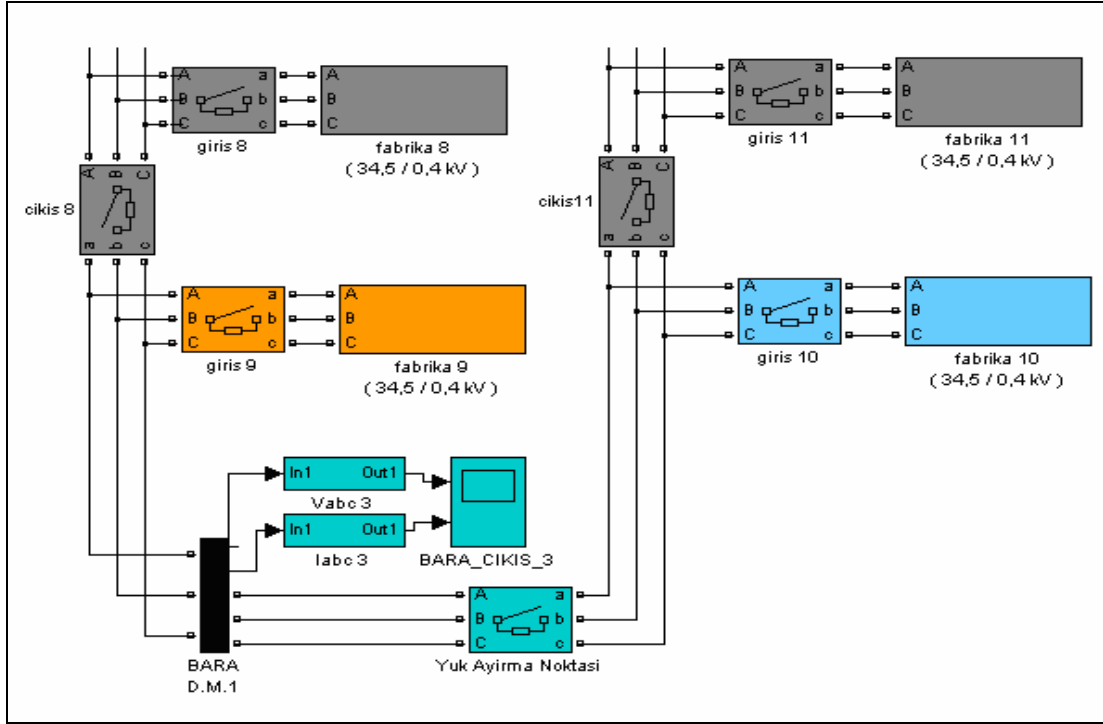 A a A
B b B
C c C
giris 8
fabrika 8
( 34,5 / 0,4 kV )
A a A
B b B
C c C
giris 11
fabrika 11
( 34,5 / 0,4 kV )
A B C
cikis 8
a b c
A B C
cikis11
a b c
A a A
B b B
C c C
giris 9
fabrika 9
( 34,5 / 0,4 kV )
A a A
B b B
C c C
giris 10
fabrika 10
( 34,5 / 0,4 kV )
In1 Out1
Vabc 3
In1 Out1
Iabc 3
BARA_CIKIS_3
A a
B b
C c
BARA
D.M.1
Yuk Ayirma Noktasi